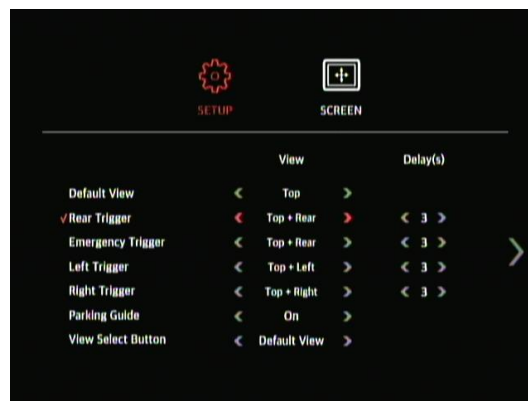 SETUP SCREEN
View Delay(s)
Default View Top
Rear Trigger Top + Rear 3
Emergency Trigger Top + Rear 3
Left Trigger Top + Left 3
Right Trigger Top + Right 3
Parking Guide On
View Select Button Default View